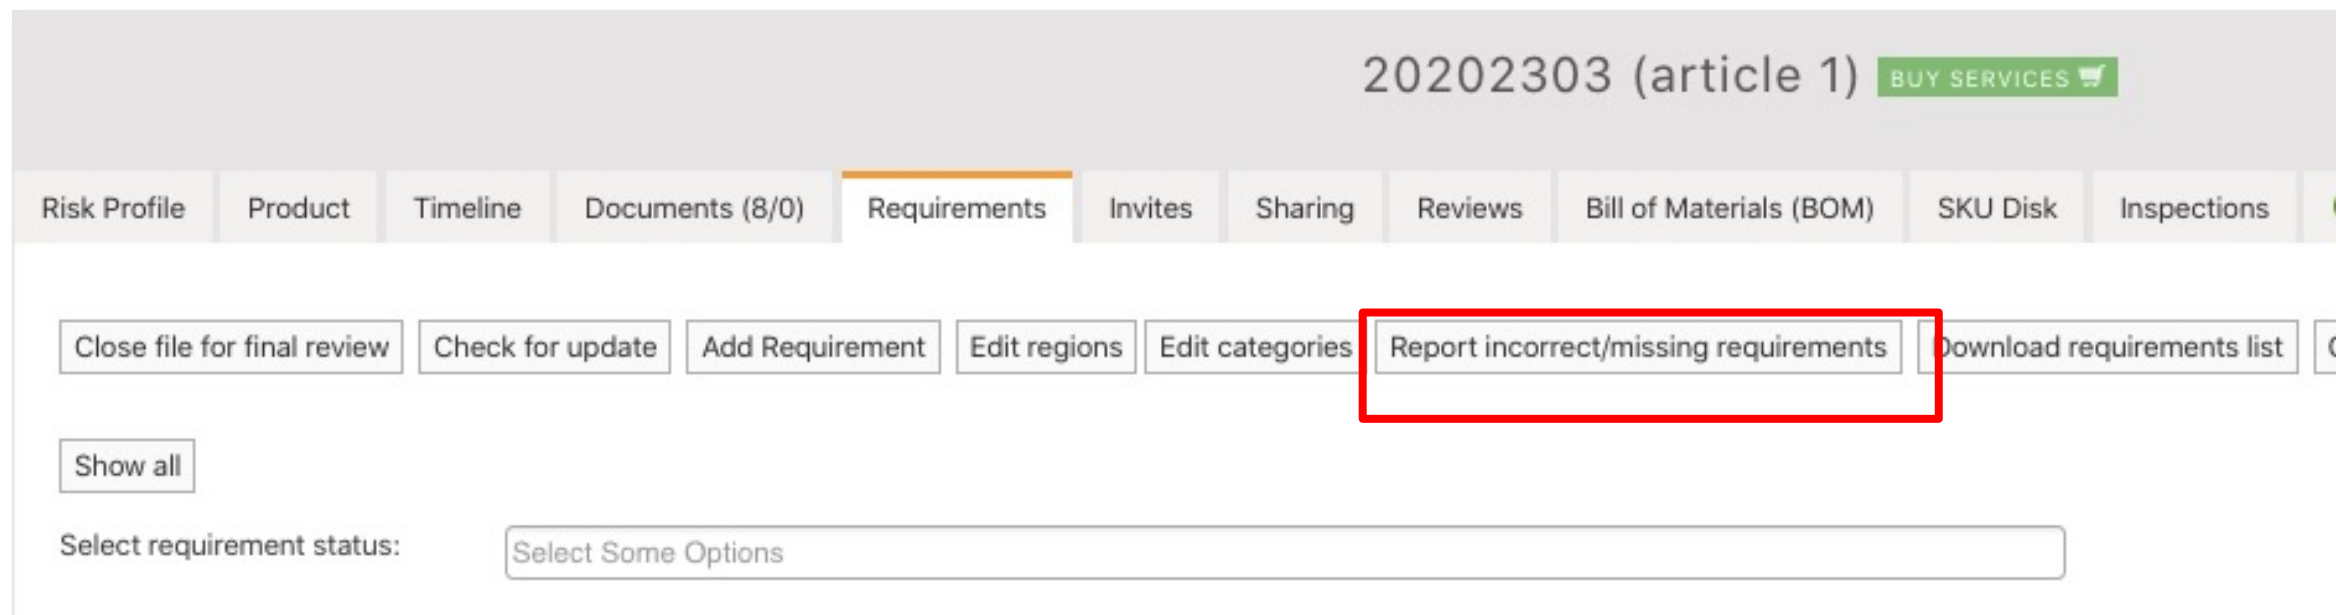 20202303 (article 1) BUY SERVICES
Risk Profile Product Timeline Documents (8/0) Requirements Invites Sharing Reviews Bill of Materials (BOM) SKU Disk Inspections
Close file for final review Check for update Add Requirement Edit regions Edit categories Report incorrect/missing requirements Download requirements list
Show all
Select requirement status: Select Some Options